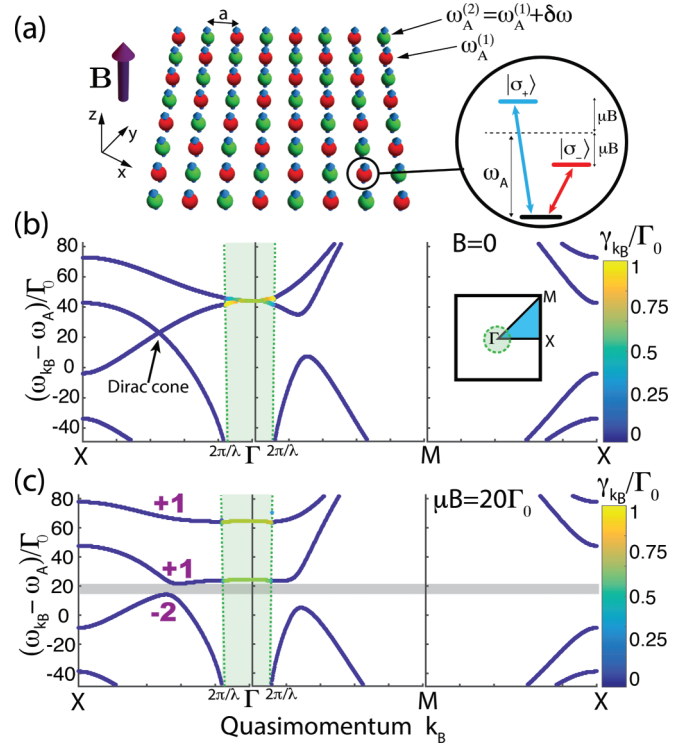 (a)
a
ω_A^(2)=ω_A^(1)+δω
ω_A^(1)
B
z
y
x
|σ₊⟩
μB
|σ₋⟩
μB
ω_A
(b)
B=0
γ_kB/Γ₀
(ω_kB − ω_A)/Γ₀
80
60
40
20
0
-20
-40
Dirac cone
M
Γ
X
1
0.75
0.5
0.25
0
X
2π/λ
Γ
2π/λ
M
X
(c)
μB=20Γ₀
γ_kB/Γ₀
(ω_kB − ω_A)/Γ₀
80
60
40
20
0
-20
-40
+1
+1
-2
1
0.75
0.5
0.25
0
X
2π/λ
Γ
2π/λ
M
X
Quasimomentum k_B